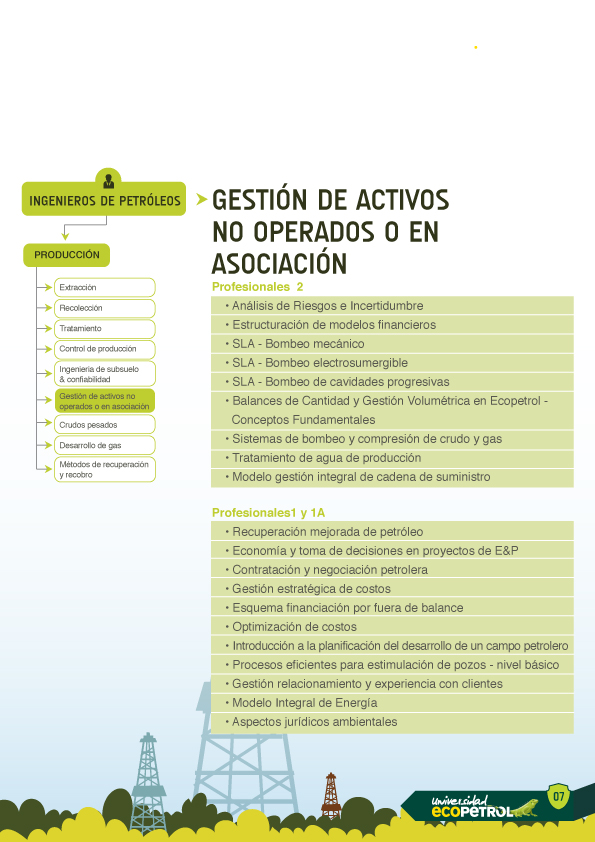 INGENIEROS DE PETRÓLEOS
PRODUCCIÓN
Extracción
Recolección
Tratamiento
Control de producción
Ingenieria de subsuelo
& confiabilidad
Gestión de activos no
operados o en asociación
Crudos pesados
Desarrollo de gas
Métodos de recuperación
y recobro
GESTIÓN DE ACTIVOS
NO OPERADOS O EN
ASOCIACIÓN
Profesionales 2
• Análisis de Riesgos e Incertidumbre
• Estructuración de modelos financieros
• SLA - Bombeo mecánico
• SLA - Bombeo electrosumergible
• SLA - Bombeo de cavidades progresivas
• Balances de Cantidad y Gestión Volumétrica en Ecopetrol -
Conceptos Fundamentales
• Sistemas de bombeo y compresión de crudo y gas
• Tratamiento de agua de producción
• Modelo gestión integral de cadena de suministro
Profesionales1 y 1A
• Recuperación mejorada de petróleo
• Economía y toma de decisiones en proyectos de E&P
• Contratación y negociación petrolera
• Gestión estratégica de costos
• Esquema financiación por fuera de balance
• Optimización de costos
• Introducción a la planificación del desarrollo de un campo petrolero
• Procesos eficientes para estimulación de pozos - nivel básico
• Gestión relacionamiento y experiencia con clientes
• Modelo Integral de Energía
• Aspectos jurídicos ambientales
Universidad
ECOPETROL
07